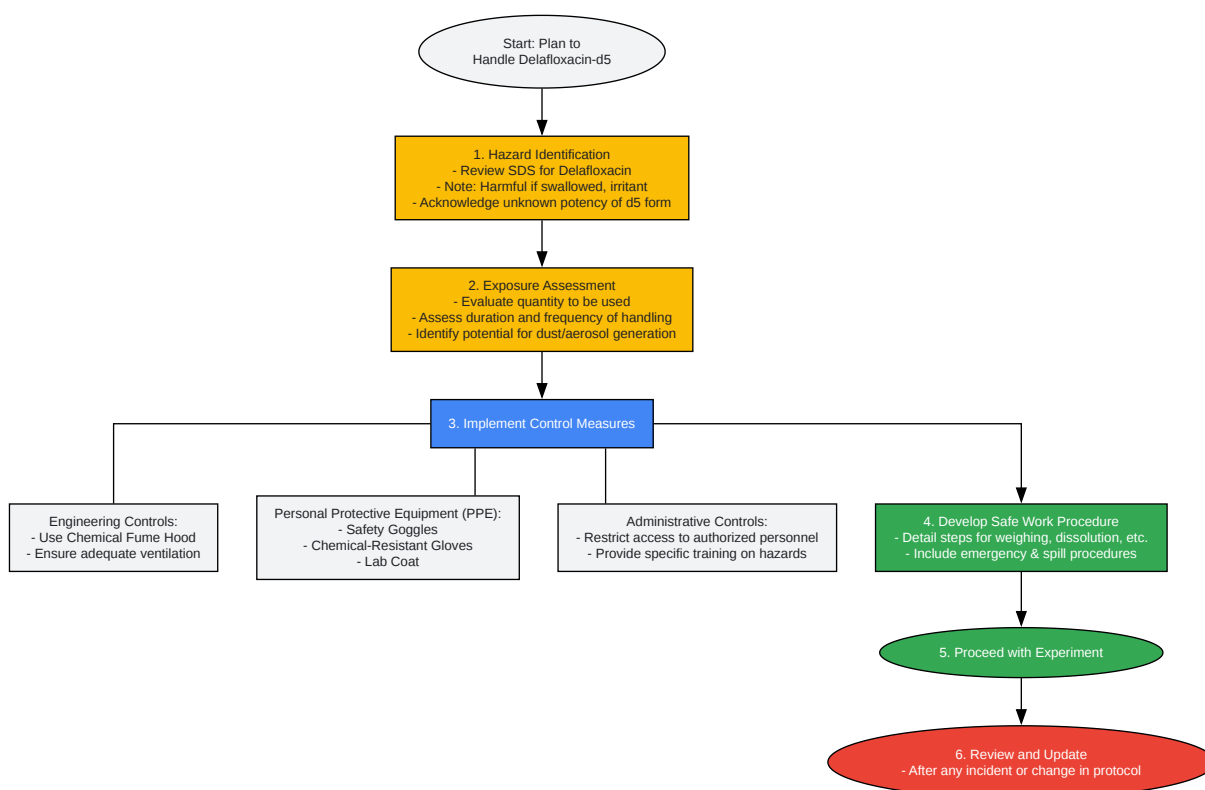 Start: Plan to
Handle Delafloxacin-d5
1. Hazard Identification
- Review SDS for Delafloxacin
- Note: Harmful if swallowed, irritant
- Acknowledge unknown potency of d5 form
2. Exposure Assessment
- Evaluate quantity to be used
- Assess duration and frequency of handling
- Identify potential for dust/aerosol generation
3. Implement Control Measures
Engineering Controls:
- Use Chemical Fume Hood
- Ensure adequate ventilation
Personal Protective Equipment (PPE):
- Safety Goggles
- Chemical-Resistant Gloves
- Lab Coat
Administrative Controls:
- Restrict access to authorized personnel
- Provide specific training on hazards
4. Develop Safe Work Procedure
- Detail steps for weighing, dissolution, etc.
- Include emergency & spill procedures
5. Proceed with Experiment
6. Review and Update
- After any incident or change in protocol